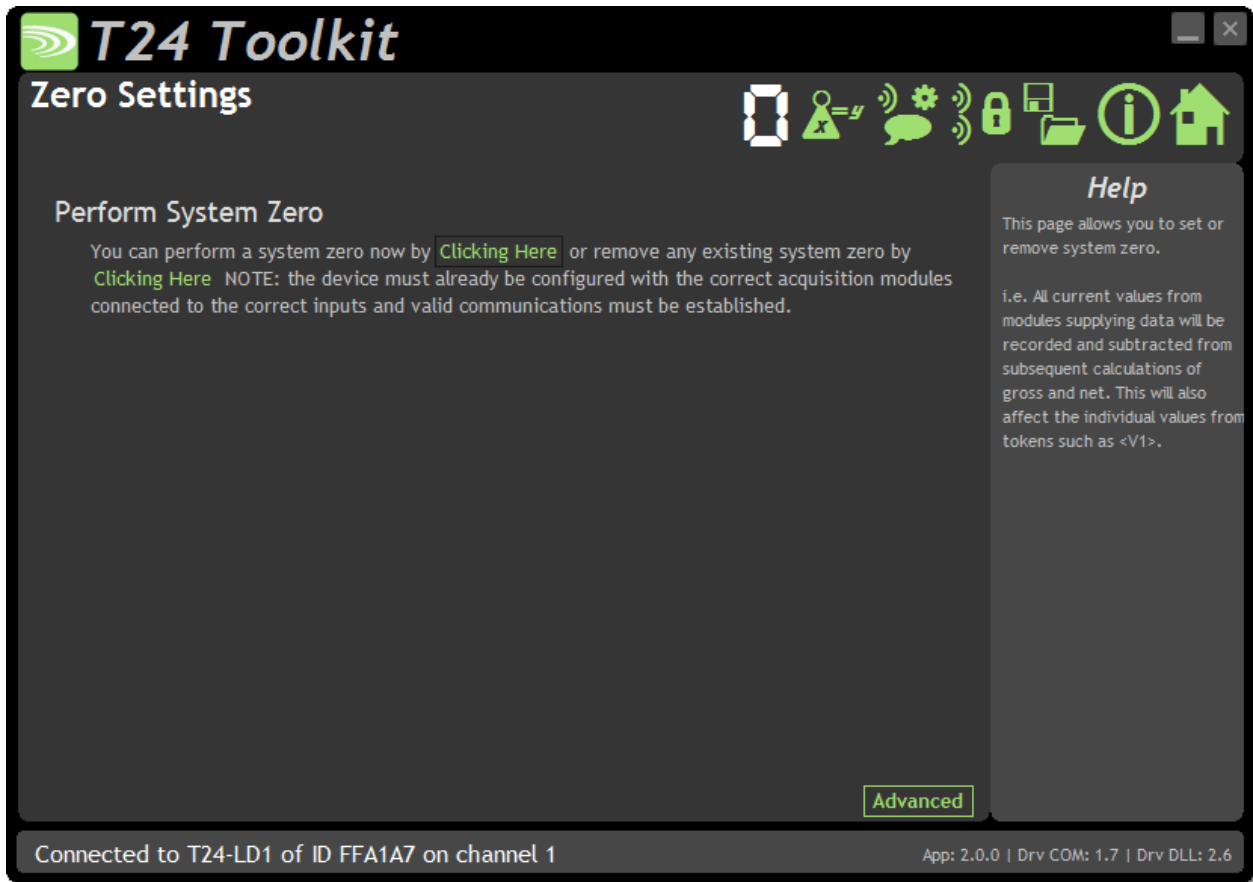 T24 Toolkit
Zero Settings
0
x=y
Perform System Zero
You can perform a system zero now by Clicking Here or remove any existing system zero by
Clicking Here NOTE: the device must already be configured with the correct acquisition modules
connected to the correct inputs and valid communications must be established.
Advanced
Help
This page allows you to set or
remove system zero.
i.e. All current values from
modules supplying data will be
recorded and subtracted from
subsequent calculations of
gross and net. This will also
affect the individual values from
tokens such as <V1>.
Connected to T24-LD1 of ID FFA1A7 on channel 1
App: 2.0.0 | Drv COM: 1.7 | Drv DLL: 2.6